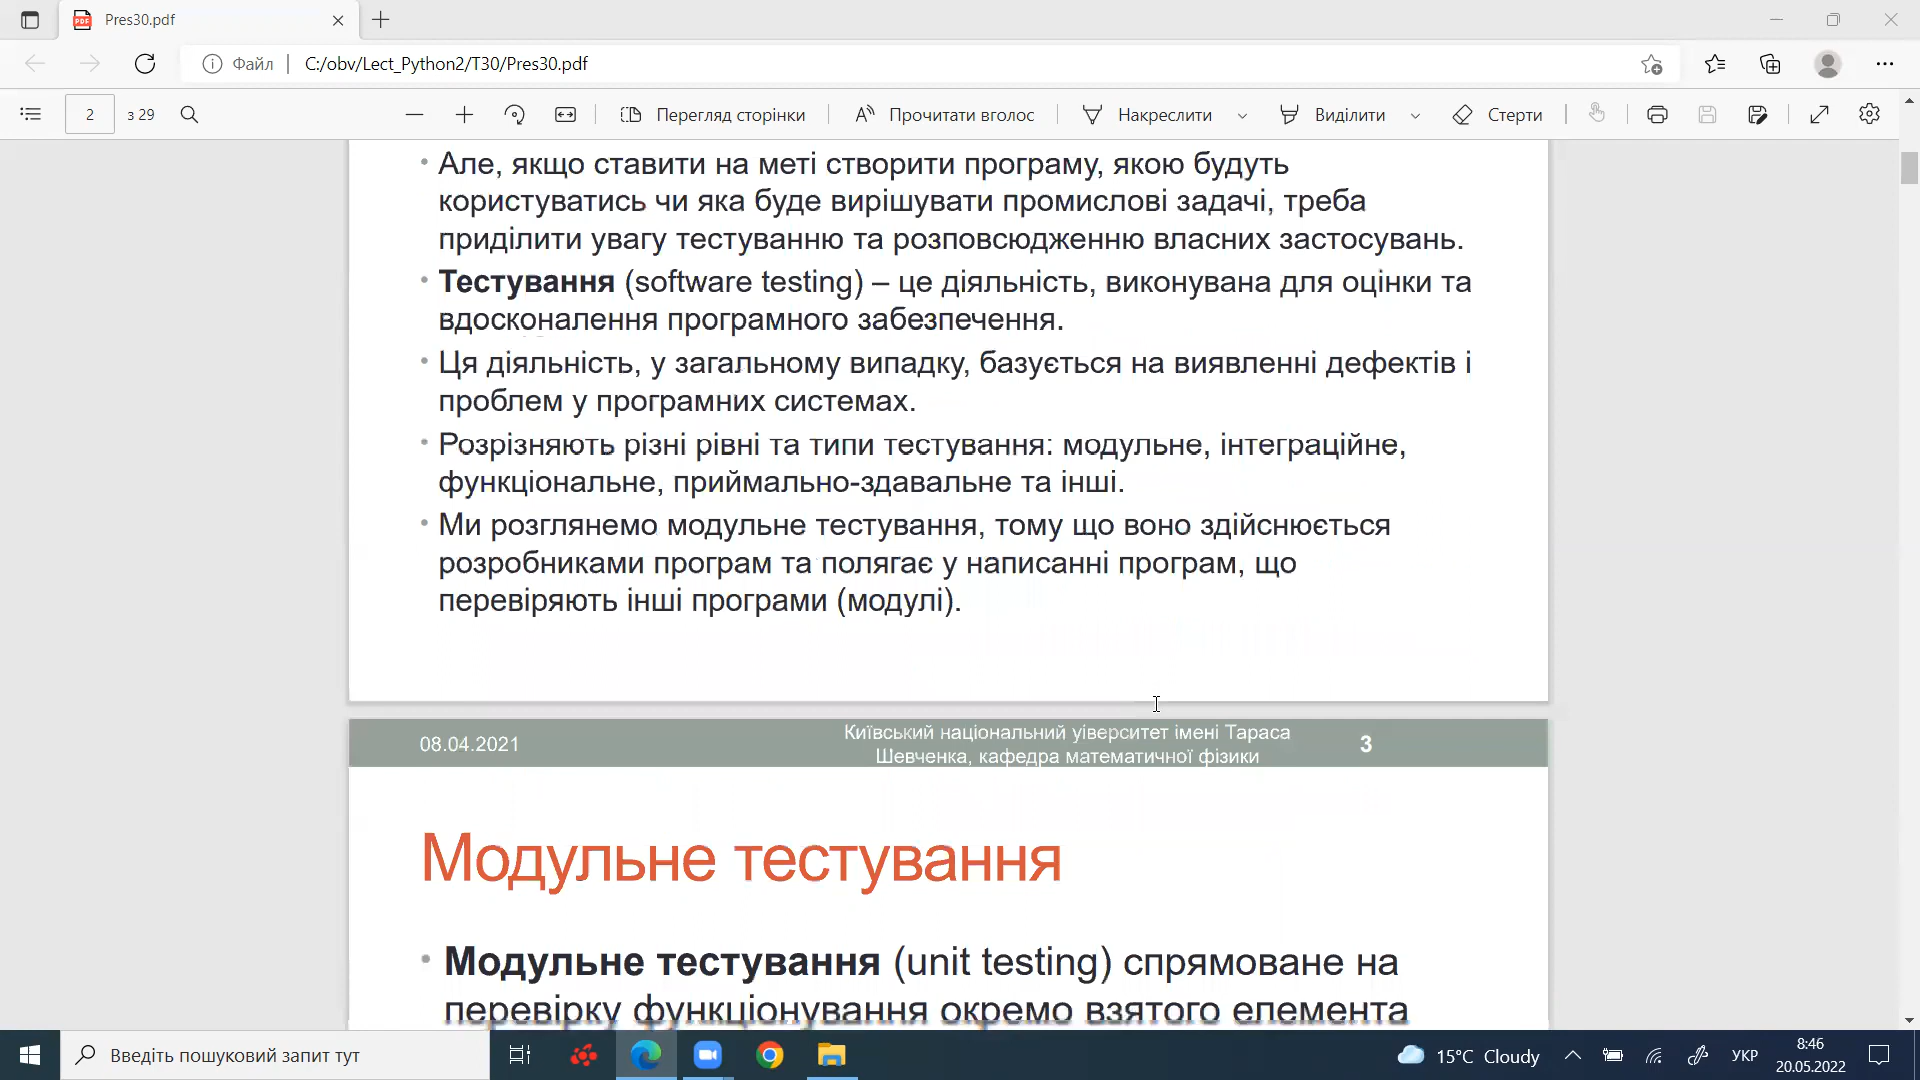 Pres30.pdf
Файл
C:/obv/Lect_Python2/T30/Pres30.pdf
2
з 29
Перегляд сторінки
Прочитати вголос
Накреслити
Виділити
Стерти
• Але, якщо ставити на меті створити програму, якою будуть
користуватись чи яка буде вирішувати промислові задачі, треба
приділити увагу тестуванню та розповсюдженню власних застосувань.
• Тестування (software testing) – це діяльність, виконувана для оцінки та
вдосконалення програмного забезпечення.
• Ця діяльність, у загальному випадку, базується на виявленні дефектів і
проблем у програмних системах.
• Розрізняють різні рівні та типи тестування: модульне, інтеграційне,
функціональне, приймально-здавальне та інші.
• Ми розглянемо модульне тестування, тому що воно здійснюється
розробниками програм та полягає у написанні програм, що
перевіряють інші програми (модулі).
08.04.2021
Київський національний уіверситет імені Тараса
Шевченка, кафедра математичної фізики
3
Модульне тестування
• Модульне тестування (unit testing) спрямоване на
перевірку функціонування окремо взятого елемента
Введіть пошуковий запит тут
15°C Cloudy
УКР
8:46
20.05.2022